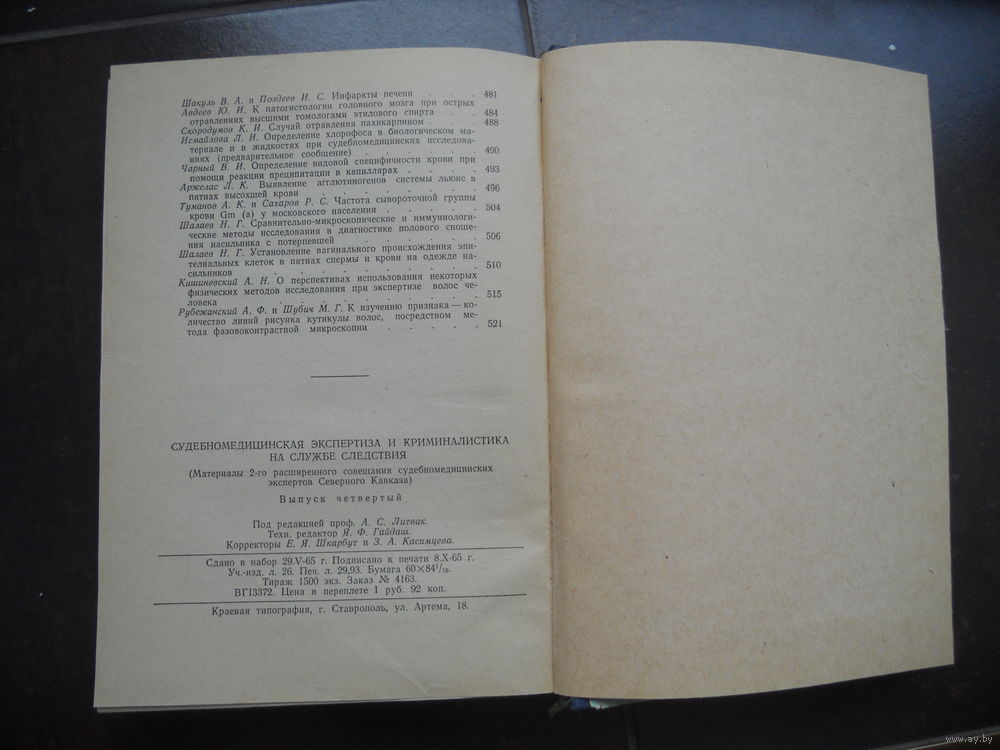 Шакуль В. А. и Поздеев И. С. Инфаркты печени . . . 481
Авдеев Ю. И. К патогистологии головного мозга при острых
отравлениях высшими гомологами этилового спирта . . 484
Скородумов К. И. Случай отравления пахикарпином . . . 488
Исмайлова Л. И. Определение хлорофоса в биологическом ма-
териале и в жидкостях при судебномедицинских исследова-
ниях (предварительное сообщение) . . . . . . 490
Чарный В. И. Определение видовой специфичности крови при
помощи реакции преципитации в капиллярах . . . . 493
Аржелас Л. К. Выявление агглютиногенов системы льюис в
пятнах высохшей крови . . . . . . . . 496
Туманов А. К. и Сахаров Р. С. Частота сывороточной группы
крови Gm (a) у московского населения . . . . . 504
Шалаев Н. Г. Сравнительно-микроскопические и иммунологи-
ческие методы исследования в диагностике полового сноше-
ния насильника с потерпевшей . . . . . . 506
Шалаев Н. Г. Установление вагинального происхождения эпи-
телиальных клеток в пятнах спермы и крови на одежде на-
сильников . . . . . . . . . . 510
Кишиневский А. Н. О перспективах использования некоторых
физических методов исследования при экспертизе волос че-
ловека . . . . . . . . . . 515
Рубежанский А. Ф. и Шубич М. Г. К изучению признака — ко-
личество линий рисунка кутикулы волос, посредством ме-
тода фазовоконтрастной микроскопии . . . . . 521
СУДЕБНОМЕДИЦИНСКАЯ ЭКСПЕРТИЗА И КРИМИНАЛИСТИКА
НА СЛУЖБЕ СЛЕДСТВИЯ
(Материалы 2-го расширенного совещания судебномедицинских
экспертов Северного Кавказа)
Выпуск четвертый
Под редакцией проф. А. С. Литвак.
Техн. редактор Я. Ф. Гайдаш.
Корректоры Е. Я. Шкарбут и З. А. Касимцева.
Сдано в набор 29.V-65 г. Подписано к печати 8.X-65 г.
Уч.-изд. л. 26. Печ. л. 29,93. Бумага 60×84¹/₁₆.
Тираж 1500 экз. Заказ № 4163.
ВГ13372. Цена в переплете 1 руб. 92 коп.
Краевая типография, г. Ставрополь, ул. Артема, 18.
www.ay.by